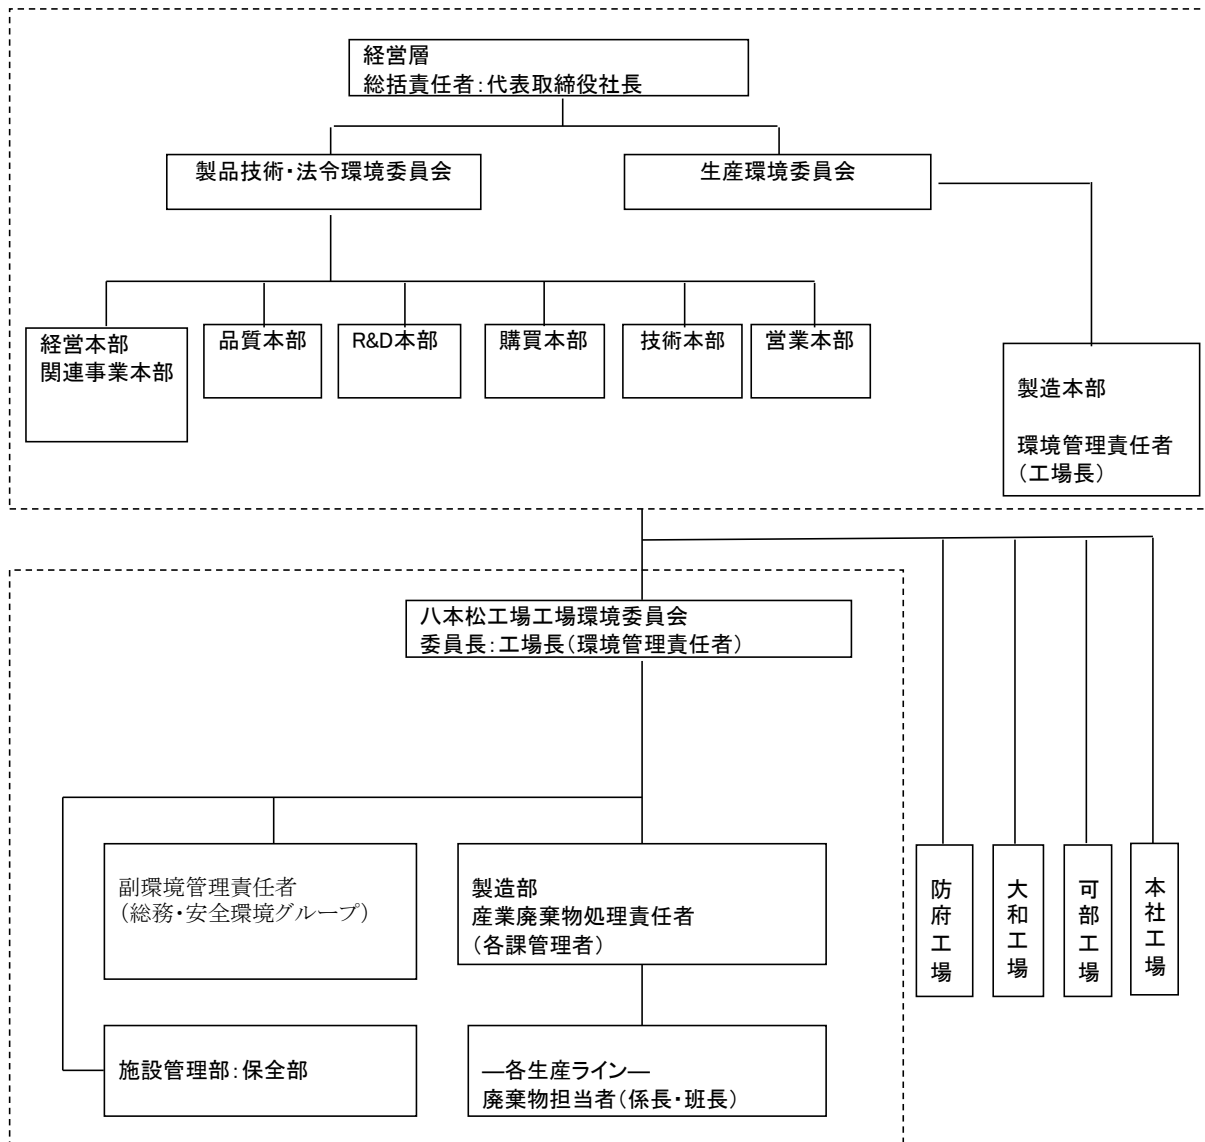 経営層
総括責任者:代表取締役社長
製品技術・法令環境委員会
生産環境委員会
経営本部
関連事業本部
品質本部
R&D本部
購買本部
技術本部
営業本部
製造本部
環境管理責任者
(工場長)
八本松工場工場環境委員会
委員長:工場長(環境管理責任者)
副環境管理責任者
(総務・安全環境グループ)
製造部
産業廃棄物処理責任者
(各課管理者)
防府工場
大和工場
可部工場
本社工場
施設管理部:保全部
―各生産ライン―
廃棄物担当者(係長・班長)